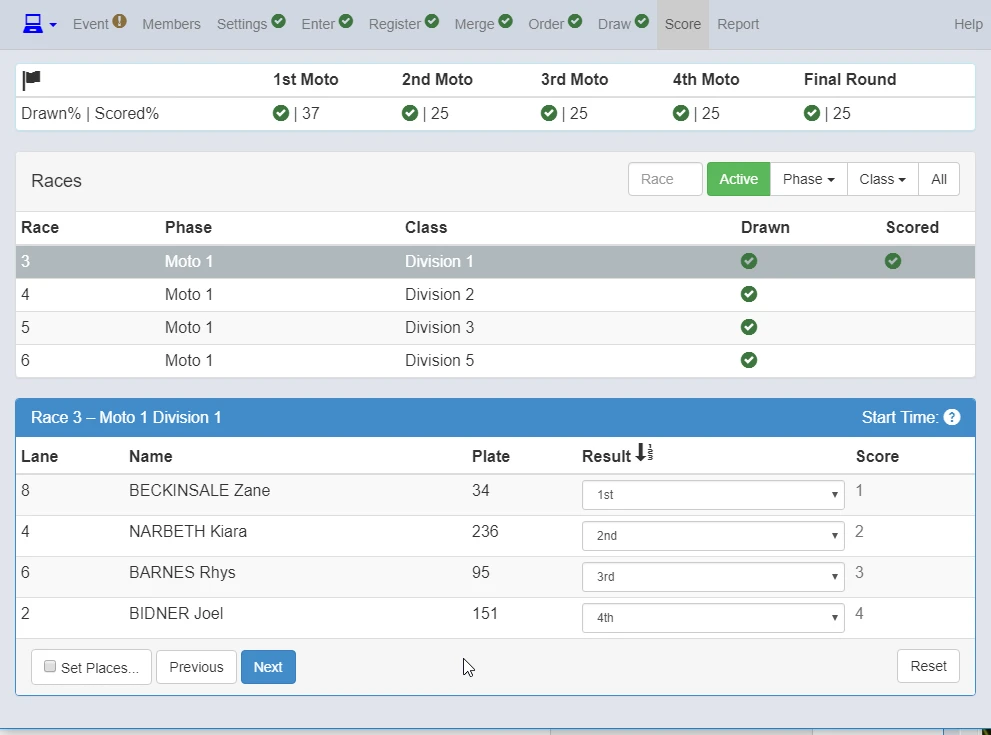 Event Members Settings Enter Register Merge Order Draw Score Report Help
1st Moto 2nd Moto 3rd Moto 4th Moto Final Round
Drawn% | Scored% | 37 | 25 | 25 | 25 | 25
Races Race Active Phase Class All
Race Phase Class Drawn Scored
3 Moto 1 Division 1
4 Moto 1 Division 2
5 Moto 1 Division 3
6 Moto 1 Division 5
Race 3 – Moto 1 Division 1 Start Time:
Lane Name Plate Result Score
8 BECKINSALE Zane 34 1st 1
4 NARBETH Kiara 236 2nd 2
6 BARNES Rhys 95 3rd 3
2 BIDNER Joel 151 4th 4
Set Places... Previous Next Reset